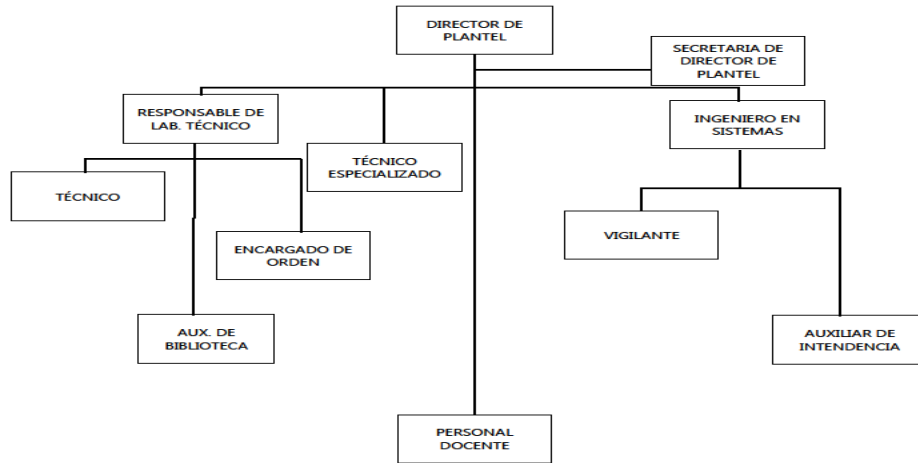 DIRECTOR DE
PLANTEL
SECRETARIA DE
DIRECTOR DE
PLANTEL
RESPONSABLE DE
LAB. TÉCNICO
INGENIERO EN
SISTEMAS
TÉCNICO
ESPECIALIZADO
TÉCNICO
VIGILANTE
ENCARGADO DE
ORDEN
AUX. DE
BIBLIOTECA
AUXILIAR DE
INTENDENCIA
PERSONAL
DOCENTE